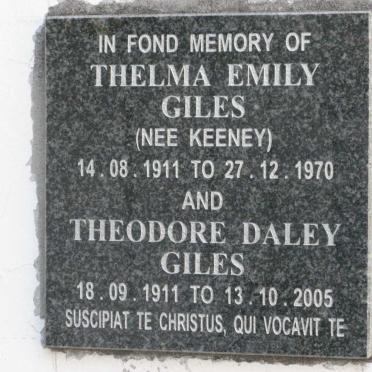 IN FOND MEMORY OF
THELMA EMILY
GILES
(NEE KEENEY)
14.08.1911 TO 27.12.1970
AND
THEODORE DALEY
GILES
18.09.1911 TO 13.10.2005
SUSCIPIAT TE CHRISTUS, QUI VOCAVIT TE